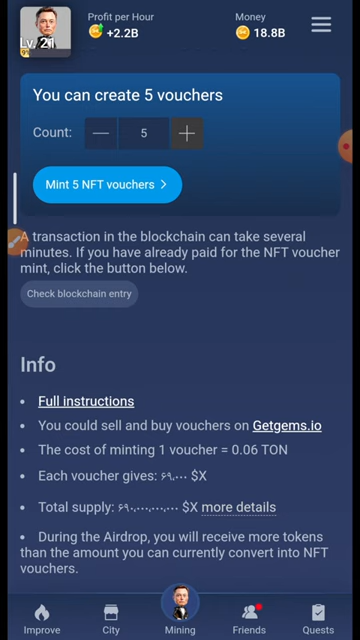 Profit per Hour
+2.2B
Money
18.8B
Lv. 21
You can create 5 vouchers
Count:
5
Mint 5 NFT vouchers
A transaction in the blockchain can take several
minutes. If you have already paid for the NFT voucher
mint, click the button below.
Check blockchain entry
Info
Full instructions
You could sell and buy vouchers on Getgems.io
The cost of minting 1 voucher = 0.06 TON
Each voucher gives: ۶۹,۰۰۰ $X
Total supply: ۶۹۰,۰۰۰,۰۰۰,۰۰۰ $X more details
During the Airdrop, you will receive more tokens
than the amount you can currently convert into NFT
vouchers.
Improve
City
Mining
Friends
Quests